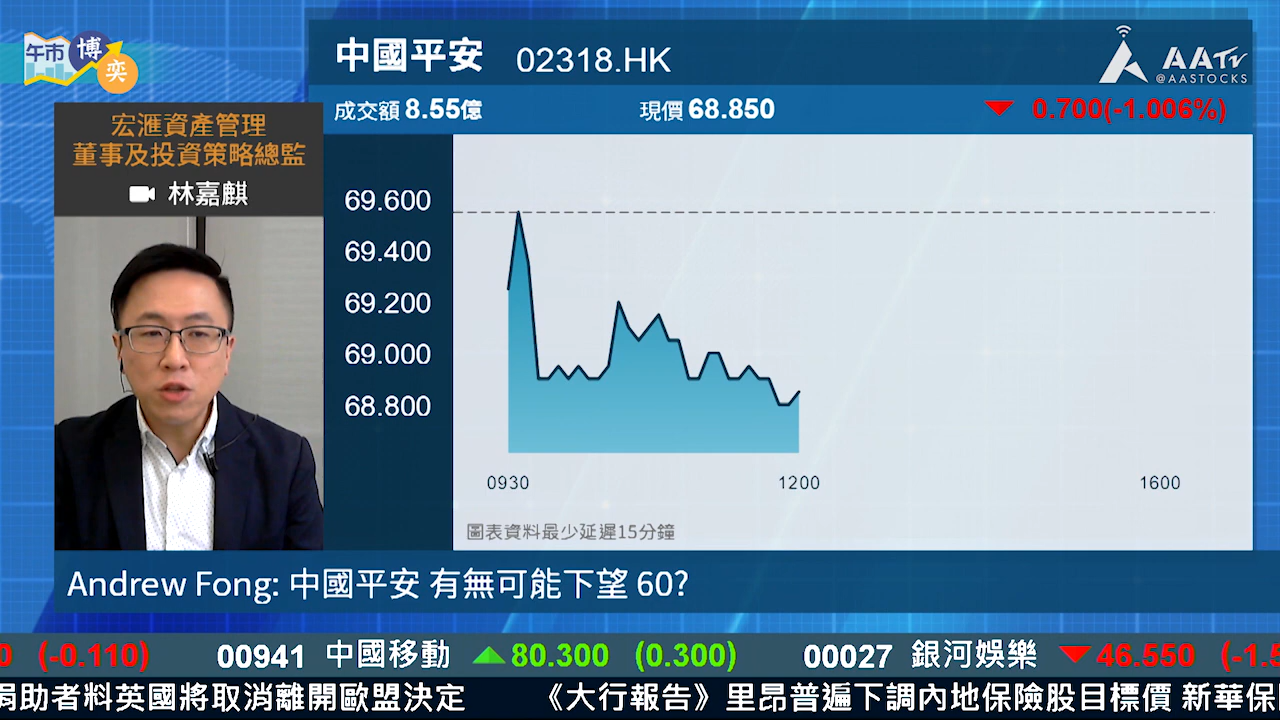 午市
博
弈
中國平安 02318.HK
AATV
@AASTOCKS
成交額 8.55億 現價 68.850 0.700(-1.006%)
宏滙資產管理
董事及投資策略總監
林嘉麒
69.600
69.400
69.200
69.000
68.800
0930 1200 1600
圖表資料最少延遲15分鐘
Andrew Fong: 中國平安 有無可能下望 60?
0 (-0.110) 00941 中國移動 80.300 (0.300) 00027 銀河娛樂 46.550 (-1.5
捐助者料英國將取消離開歐盟決定 《大行報告》里昂普遍下調內地保險股目標價 新華保